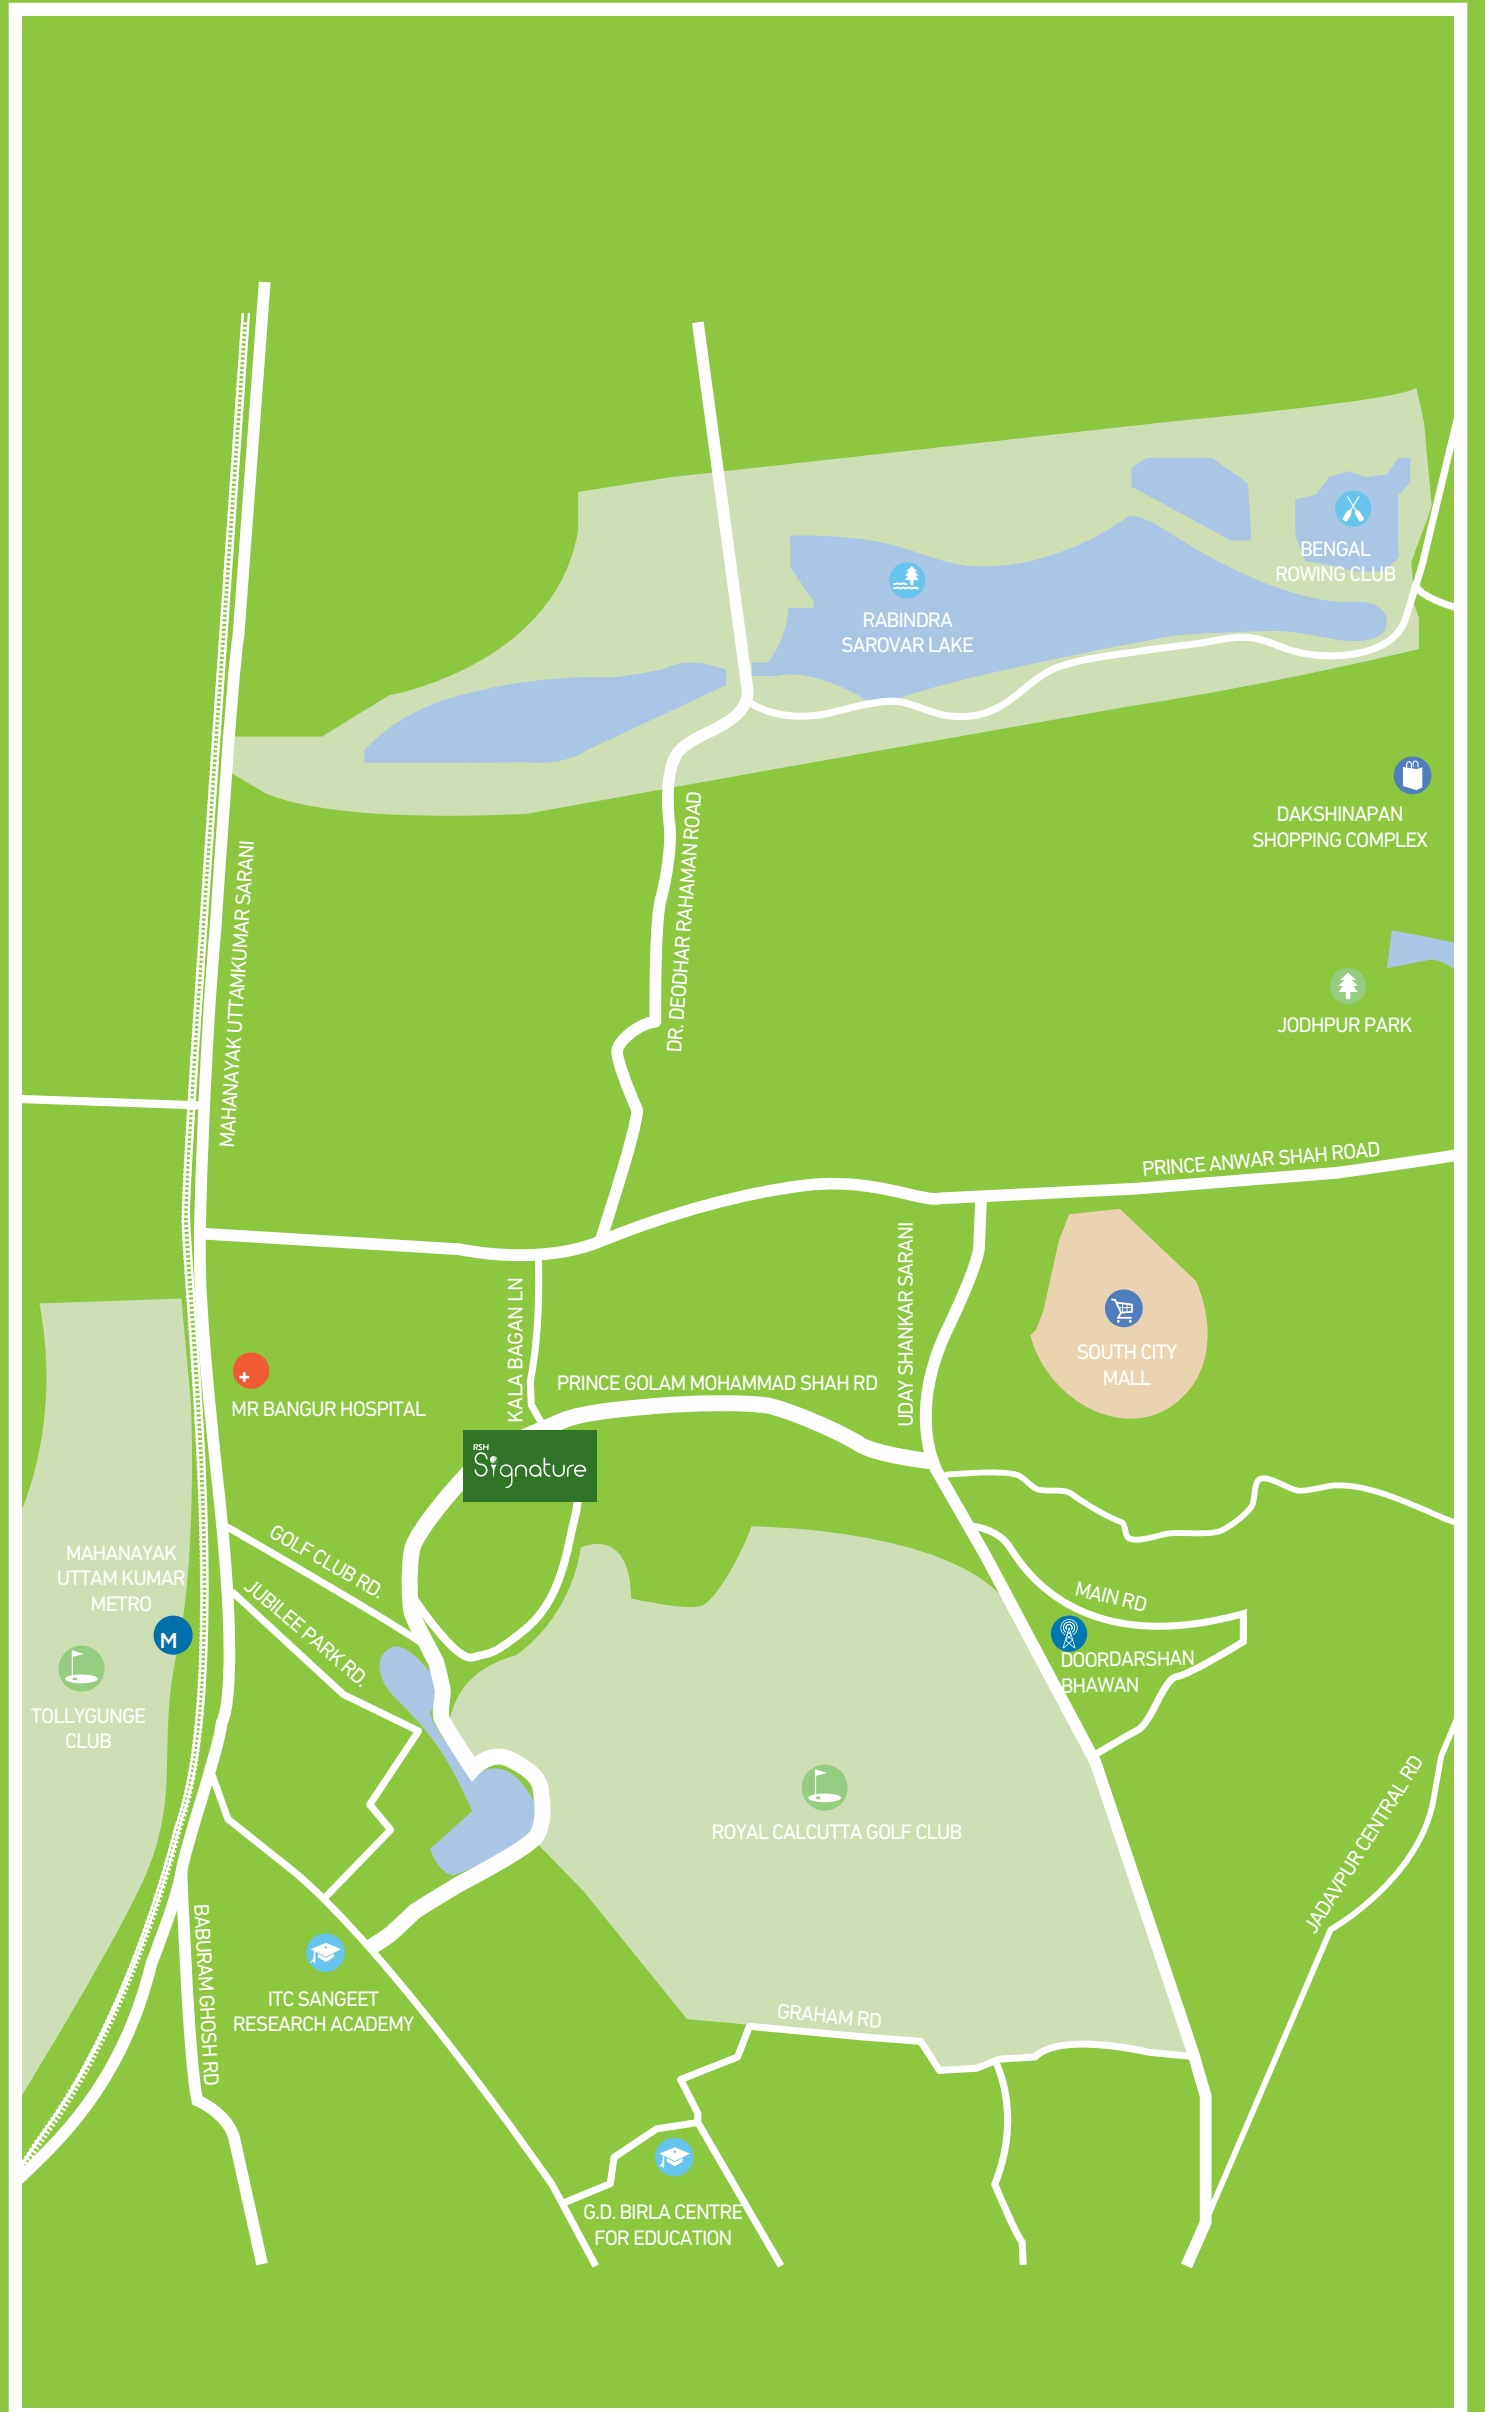 BENGAL
ROWING CLUB
RABINDRA
SAROVAR LAKE
DAKSHINAPAN
SHOPPING COMPLEX
MAHANAYAK UTTAMKUMAR SARANI
DR. DEODHAR RAHAMAN ROAD
JODHPUR PARK
PRINCE ANWAR SHAH ROAD
UDAY SHANKAR SARANI
KALA BAGAN LN
SOUTH CITY
MALL
PRINCE GOLAM MOHAMMAD SHAH RD
MR BANGUR HOSPITAL
RSH
Signature
GOLF CLUB RD.
MAHANAYAK
UTTAM KUMAR
METRO
M
JUBILEE PARK RD.
MAIN RD
DOORDARSHAN
BHAWAN
TOLLYGUNGE
CLUB
ROYAL CALCUTTA GOLF CLUB
JADAVPUR CENTRAL RD
BABURAM GHOSH RD
ITC SANGEET
RESEARCH ACADEMY
GRAHAM RD
G.D. BIRLA CENTRE
FOR EDUCATION